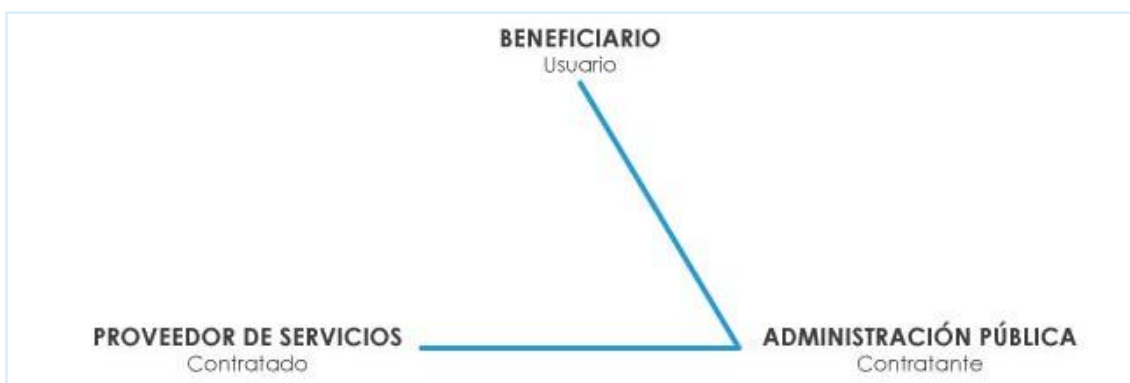 BENEFICIARIO
Usuario
PROVEEDOR DE SERVICIOS
Contratado
ADMINISTRACIÓN PÚBLICA
Contratante